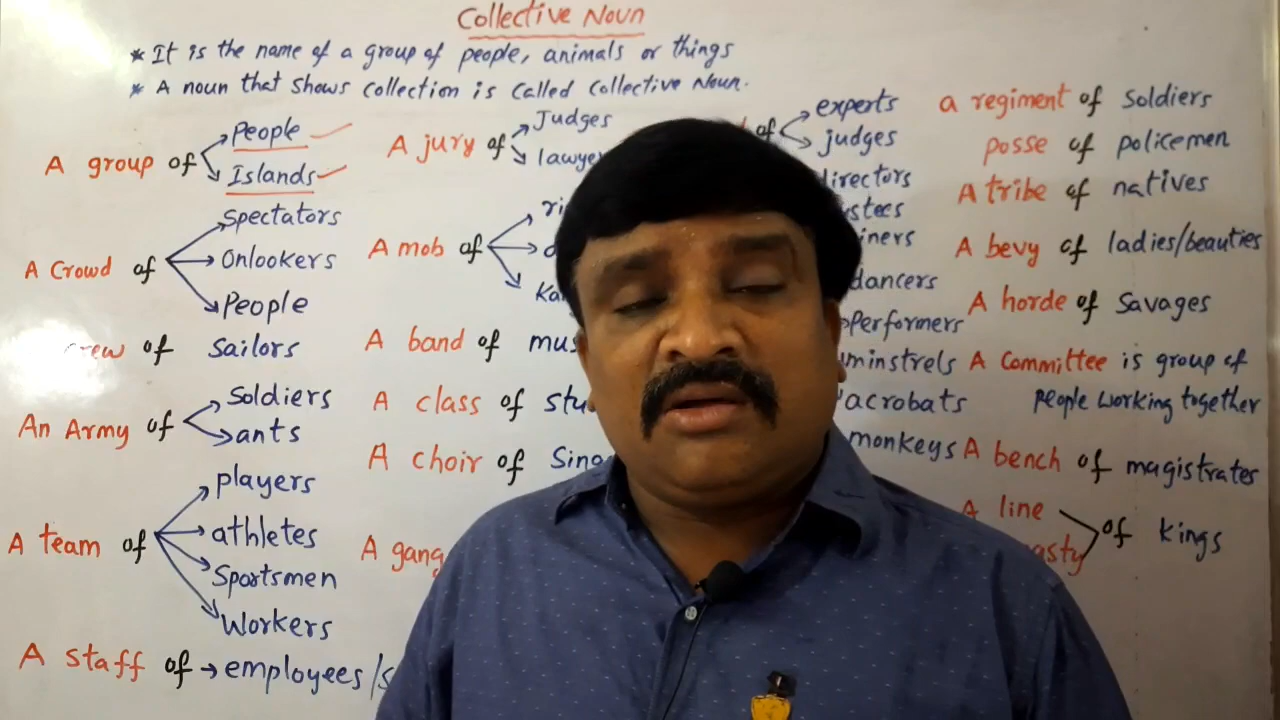 Collective Noun
* It is the name of a group of people, animals or things
* A noun that shows collection is called Collective Noun.
A group of People
Islands
A Crowd of Spectators
Onlookers
People
of Sailors
An Army of Soldiers
ants
A team of players
athletes
Sportsmen
Workers
A staff of employees/
A jury of Judges
A mob of
A band of
A class of
A choir of
A gang
of experts
judges
dancers
Performers
minstrels
acrobats
monkeys
a regiment of Soldiers
posse of policemen
A tribe of natives
A bevy of ladies/beauties
A horde of Savages
A Committee is group of
People working together
A bench of magistrates
A line
of Kings